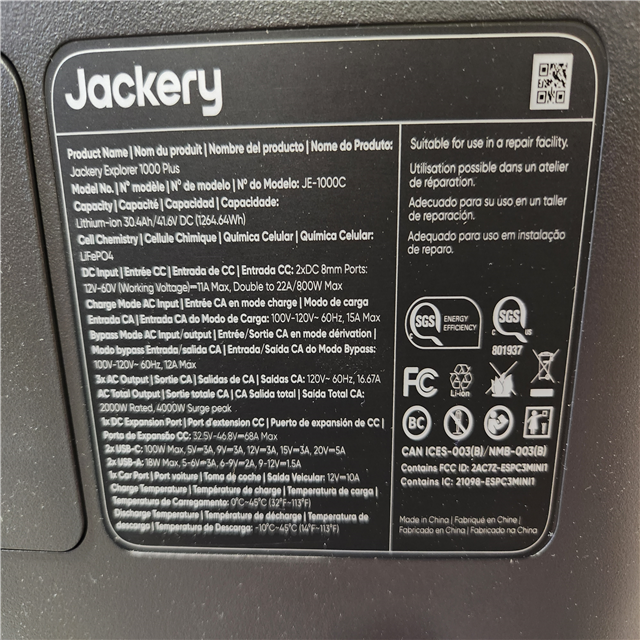 Jackery
Product Name | Nom du produit | Nombre del producto | Nome do Produto:
Jackery Explorer 1000 Plus
Model No. | N° modèle | N° de modelo | N° do Modelo: JE-1000C
Capacity | Capacité | Capacidad | Capacidade:
Lithium-ion 30.4Ah/41.6V DC (1264.64Wh)
Cell Chemistry | Cellule Chimique | Química Celular | Química Celular:
LiFePO4
DC Input | Entrée CC | Entrada de CC | Entrada CC: 2xDC 8mm Ports:
12V-60V (Working Voltage)⎓11A Max, Double to 22A/800W Max
Charge Mode AC Input | Entrée CA en mode charge | Modo de carga
Entrada CA | Entrada CA do Modo de Carga: 100V-120V~ 60Hz, 15A Max
Bypass Mode AC Input/output | Entrée/Sortie CA en mode dérivation |
Modo bypass Entrada/salida CA | Entrada/Saída CA do Modo Bypass:
100V-120V~ 60Hz, 12A Max
3x AC Output | Sortie CA | Salidas de CA | Saídas CA: 120V~ 60Hz, 16.67A
AC Total Output | Sortie totale CA | CA Salida total | Saída Total CA:
2000W Rated, 4000W Surge peak
1x DC Expansion Port | Port d'extension CC | Puerto de expansión de CC |
Porta de Expansão CC: 32.5V-46.8V⎓68A Max
2x USB-C: 100W Max, 5V⎓3A, 9V⎓3A, 12V⎓3A, 15V⎓3A, 20V⎓5A
2x USB-A: 18W Max, 5-6V⎓3A, 6-9V⎓2A, 9-12V⎓1.5A
1x Car Port | Port voiture | Toma de coche | Saída Veicular: 12V⎓10A
Charge Temperature | Température de charge | Temperatura de carga |
Temperatura de Carregamento: 0°C~45°C (32°F~113°F)
Discharge Temperature | Température de décharge | Temperatura de
descarga | Temperatura de Descarga: -10°C~45°C (14°F~113°F)
Suitable for use in a repair facility.
Utilisation possible dans un atelier
de réparation.
Adecuado para su uso en un taller
de reparación.
Adequado para uso em instalação
de reparo.
SGS ENERGY
EFFICIENCY
SGS
C US
801937
FC
Li-ion
BC
CAN ICES-003(B)/NMB-003(B)
Contains FCC ID: 2AC7Z-ESPC3MINI1
Contains IC: 21098-ESPC3MINI1
Made in China | Fabriqué en Chine |
Fabricado en China | Fabricado na China